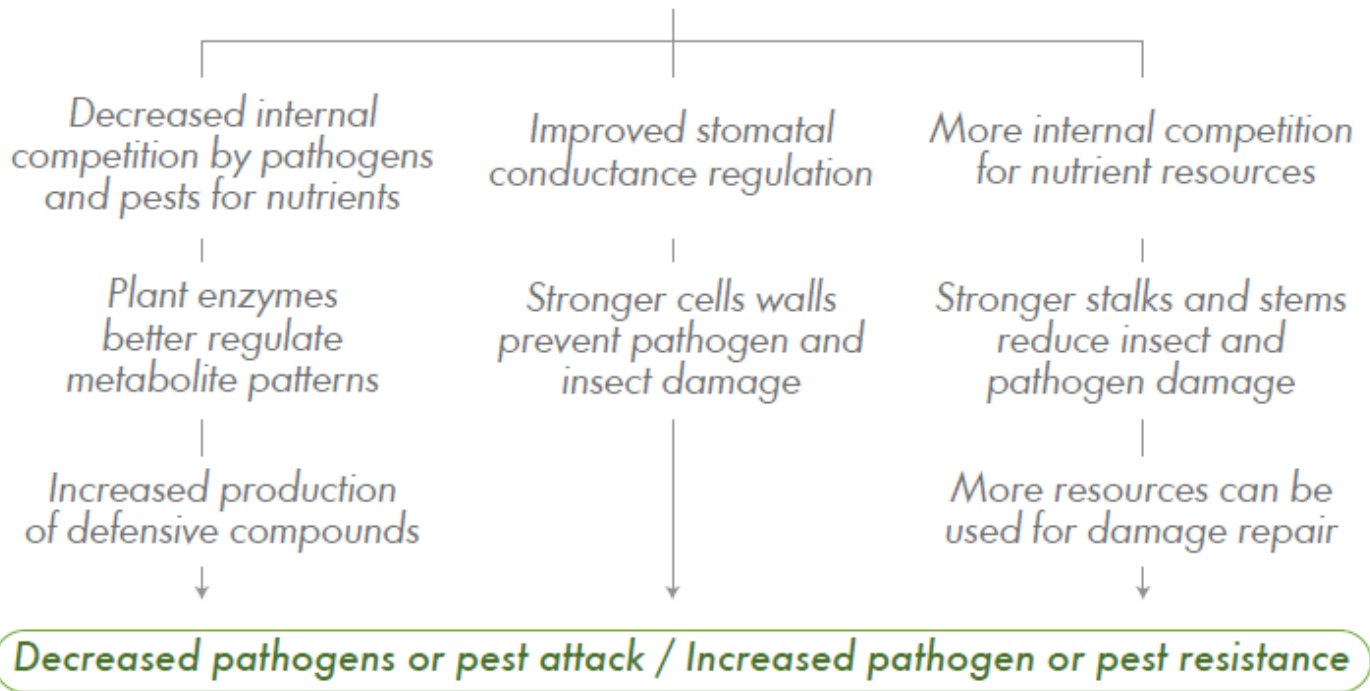 Decreased internal
competition by pathogens
and pests for nutrients
Plant enzymes
better regulate
metabolite patterns
Increased production
of defensive compounds
Improved stomatal
conductance regulation
Stronger cells walls
prevent pathogen and
insect damage
More internal competition
for nutrient resources
Stronger stalks and stems
reduce insect and
pathogen damage
More resources can be
used for damage repair
Decreased pathogens or pest attack / Increased pathogen or pest resistance